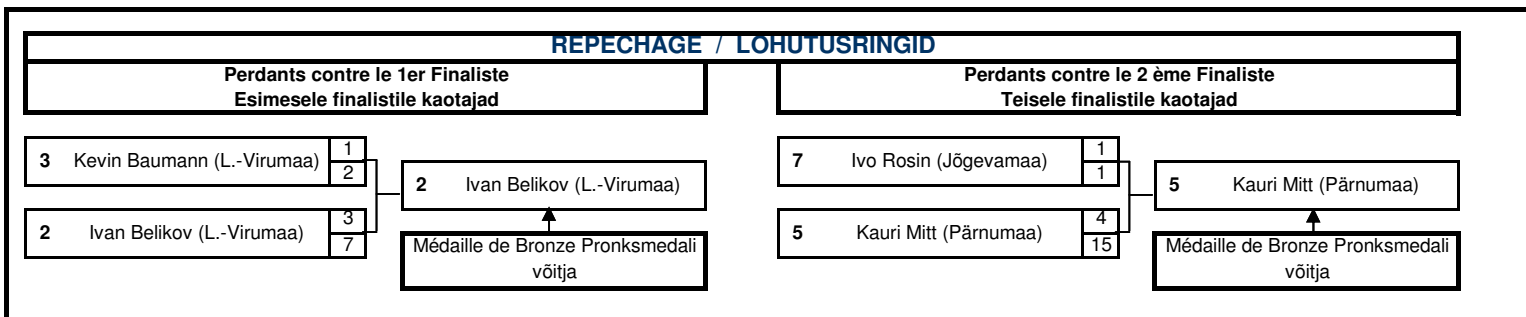 REPECHAGE / LOHUTUSRINGID
Perdants contre le 1er Finaliste
Esimesele finalistile kaotajad
Perdants contre le 2 ème Finaliste
Teisele finalistile kaotajad
3 Kevin Baumann (L.-Virumaa) 1
2
2 Ivan Belikov (L.-Virumaa)
2 Ivan Belikov (L.-Virumaa) 3
7
Médaille de Bronze Pronksmedali
võitja
7 Ivo Rosin (Jõgevamaa) 1
1
5 Kauri Mitt (Pärnumaa)
5 Kauri Mitt (Pärnumaa) 4
15
Médaille de Bronze Pronksmedali
võitja